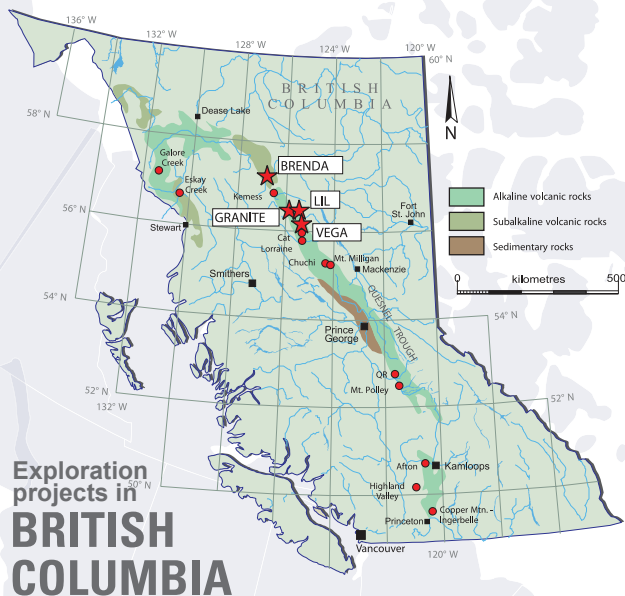 136° W
132° W
128° W
124° W
120° W
60° N
BRITISH
COLUMBIA
58° N
Dease Lake
N
Galore
Creek
BRENDA
Eskay
Creek
Kemess
LIL
Fort
St. John
Alkaline volcanic rocks
56° N
GRANITE
Stewart
VEGA
Subalkaline volcanic rocks
Cat
Lorraine
Sedimentary rocks
Chuchi
Mt. Milligan
Mackenzie
Smithers
0 kilometres 500
54° N
QUESNEL TROUGH
54° N
Prince
George
QR
Mt. Polley
52° N
132° W
52° N
Afton
Kamloops
Exploration
projects in
BRITISH
COLUMBIA
50° N
Highland
Valley
Copper Mtn. -
Ingerbelle
Princeton
Vancouver
120° W